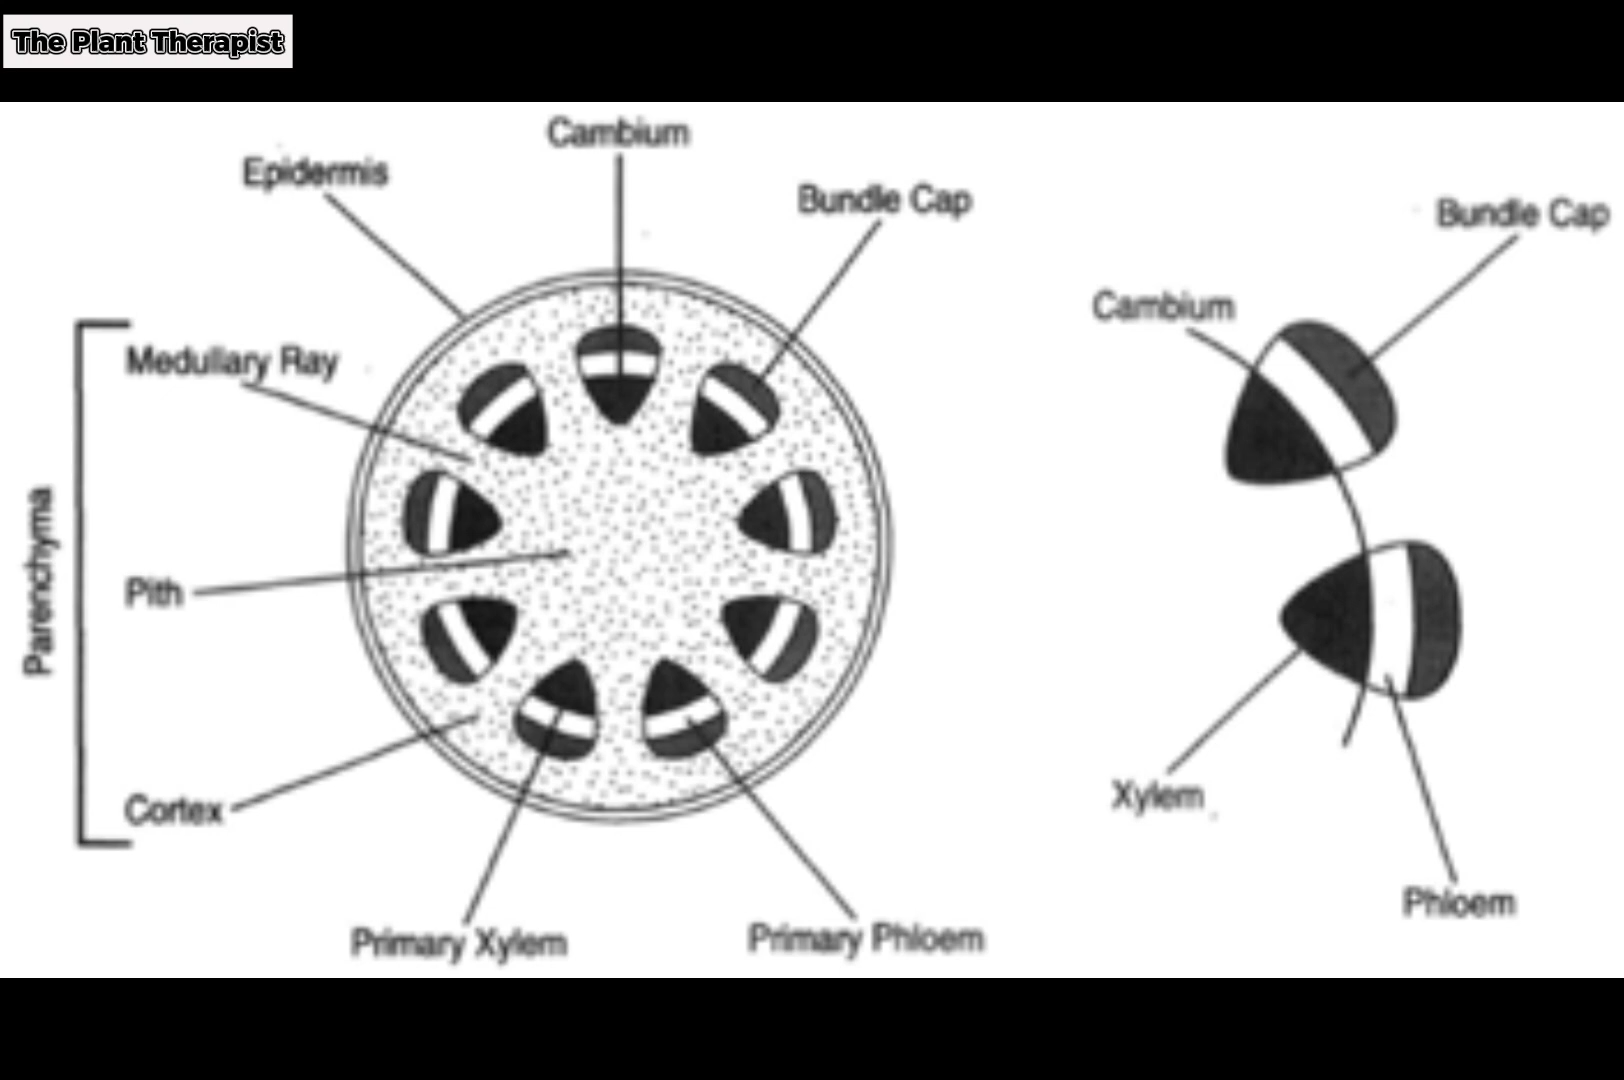 The Plant Therapist
Cambium
Epidermis
Bundle Cap
Medullary Ray
Parenchyma
Pith
Cortex
Primary Xylem
Primary Phloem
Bundle Cap
Cambium
Xylem
Phloem